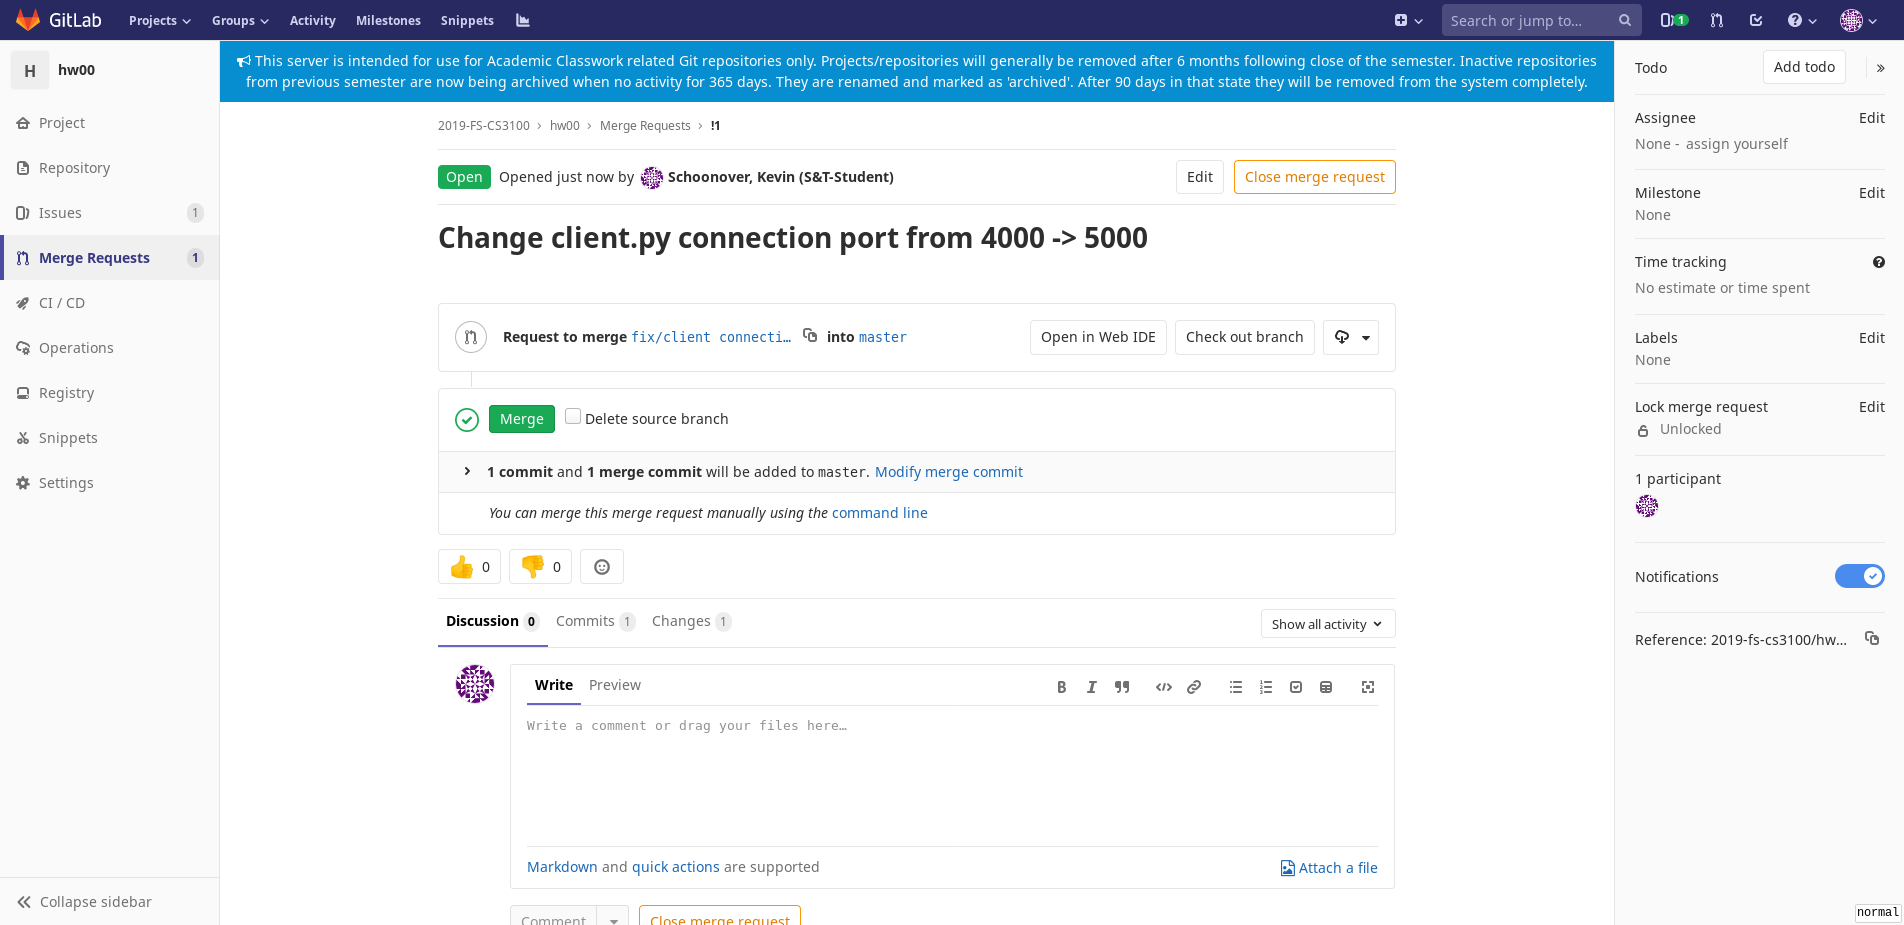 GitLab Projects Groups Activity Milestones Snippets Search or jump to… 1
H hw00
Project
Repository
Issues 1
Merge Requests 1
CI / CD
Operations
Registry
Snippets
Settings
Collapse sidebar
This server is intended for use for Academic Classwork related Git repositories only. Projects/repositories will generally be removed after 6 months following close of the semester. Inactive repositories
from previous semester are now being archived when no activity for 365 days. They are renamed and marked as 'archived'. After 90 days in that state they will be removed from the system completely.
2019-FS-CS3100 › hw00 › Merge Requests › !1
Open Opened just now by Schoonover, Kevin (S&T-Student) Edit Close merge request
Change client.py connection port from 4000 -> 5000
Request to merge fix/client connecti… into master Open in Web IDE Check out branch
Merge Delete source branch
1 commit and 1 merge commit will be added to master. Modify merge commit
You can merge this merge request manually using the command line
0 0
Discussion 0 Commits 1 Changes 1 Show all activity
Write Preview
Write a comment or drag your files here…
Markdown and quick actions are supported Attach a file
Comment Close merge request
Todo Add todo »
Assignee Edit
None - assign yourself
Milestone Edit
None
Time tracking
No estimate or time spent
Labels Edit
None
Lock merge request Edit
Unlocked
1 participant
Notifications
Reference: 2019-fs-cs3100/hw…
normal